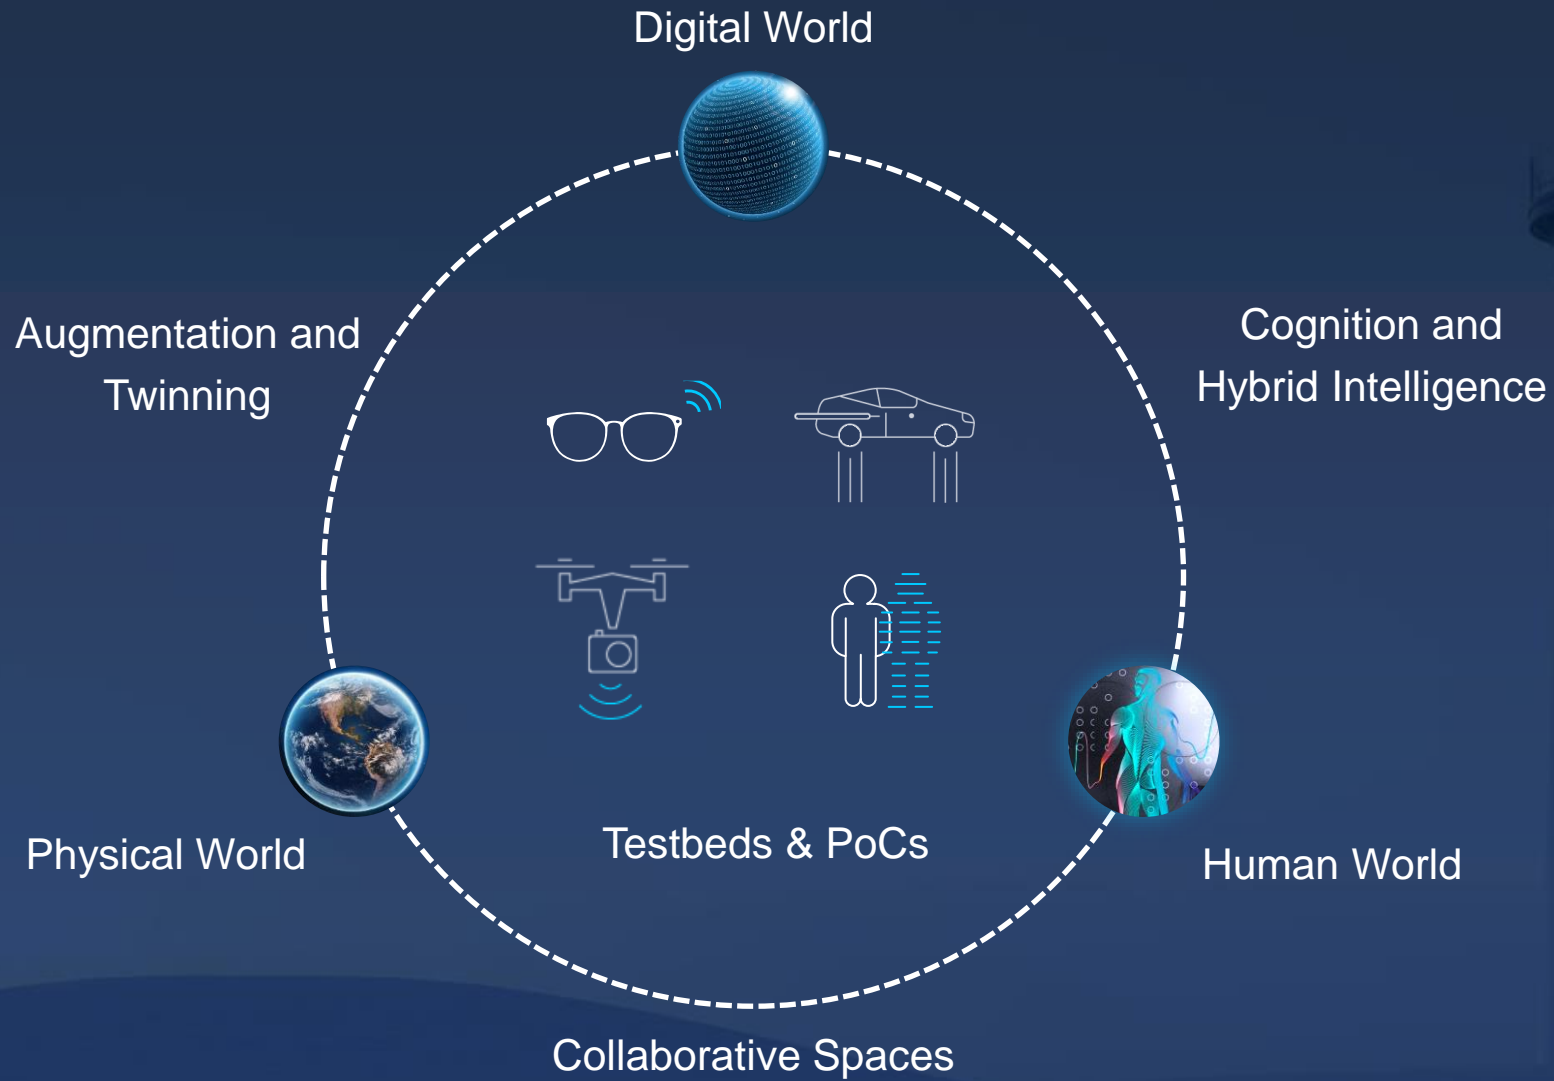 Digital World
Augmentation and
Twinning
Cognition and
Hybrid Intelligence
Physical World
Testbeds & PoCs
Human World
Collaborative Spaces